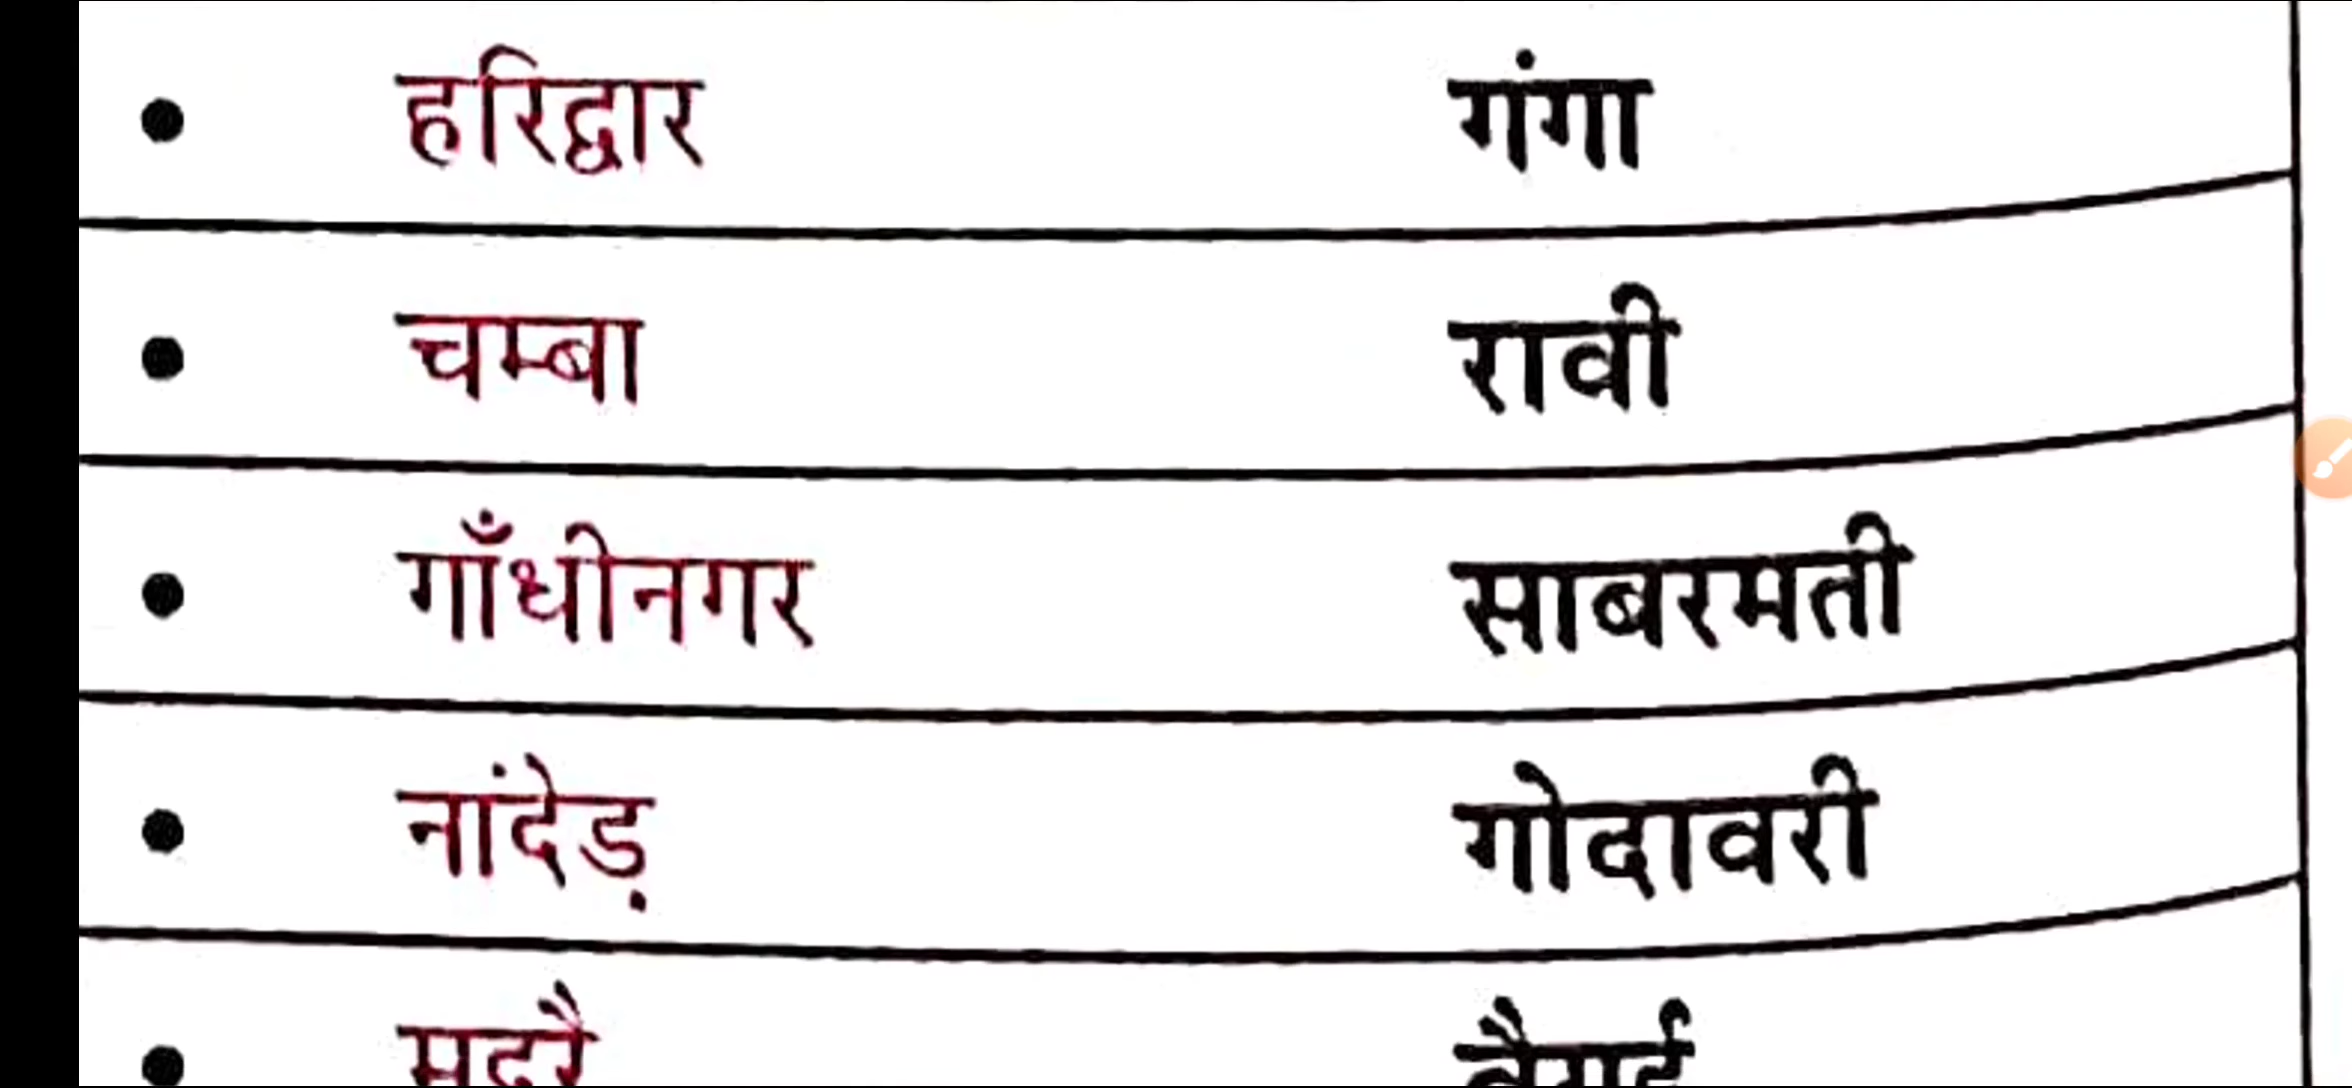 • हरिद्वार गंगा
• चम्बा रावी
• गाँधीनगर साबरमती
• नांदेड़ गोदावरी